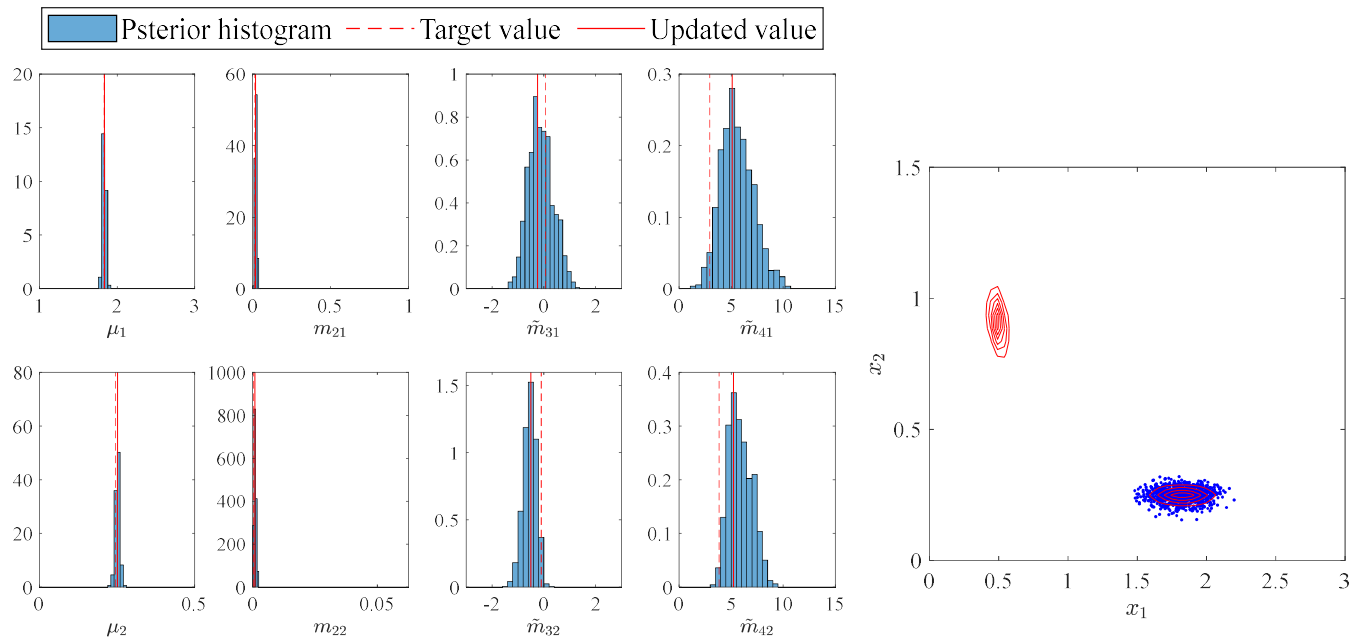 Psterior histogram Target value Updated value
20
15
10
5
0
1 2 3
μ₁
60
40
20
0
0 0.5 1
m₂₁
1
0.8
0.6
0.4
0.2
0
-2 0 2
m̃₃₁
0.3
0.2
0.1
0
0 5 10 15
m̃₄₁
80
60
40
20
0
0 0.5
μ₂
1000
800
600
400
200
0
0 0.05
m₂₂
1.5
1
0.5
0
-2 0 2
m̃₃₂
0.4
0.3
0.2
0.1
0
0 5 10 15
m̃₄₂
1.5
1
0.5
0
x₂
0 0.5 1 1.5 2 2.5 3
x₁